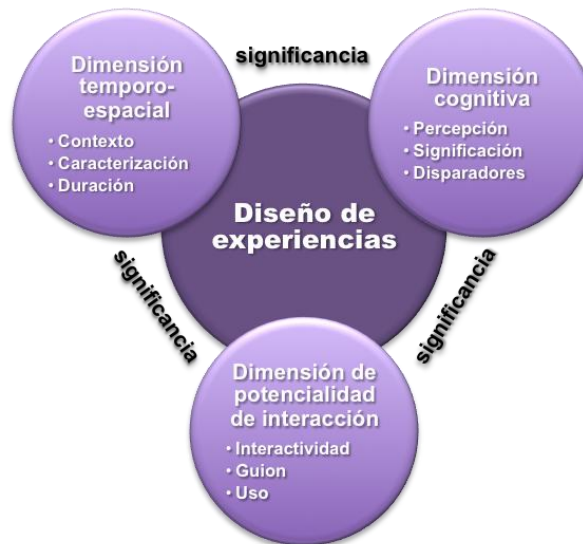 significancia
Dimensión
temporo-
espacial
• Contexto
• Caracterización
• Duración
Dimensión
cognitiva
• Percepción
• Significación
• Disparadores
Diseño de
experiencias
significancia
significancia
Dimensión de
potencialidad
de interacción
• Interactividad
• Guion
• Uso